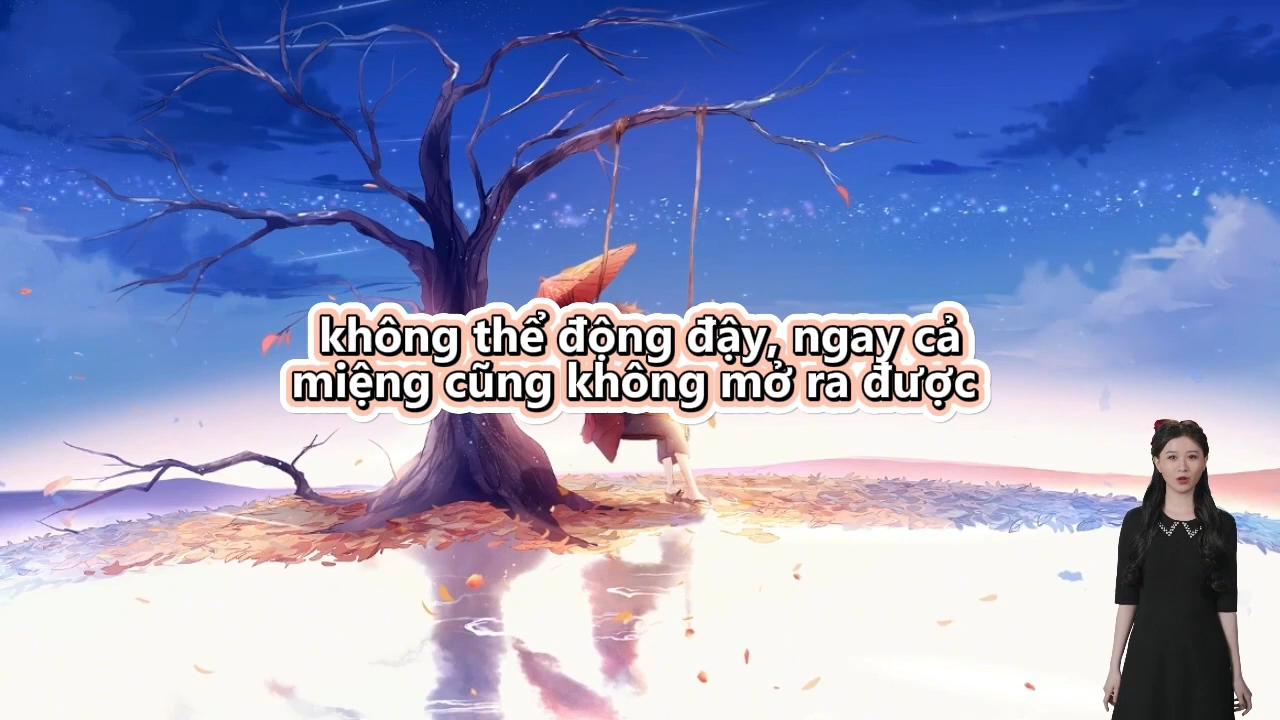 không thể động đậy, ngay cả
miệng cũng không mở ra được